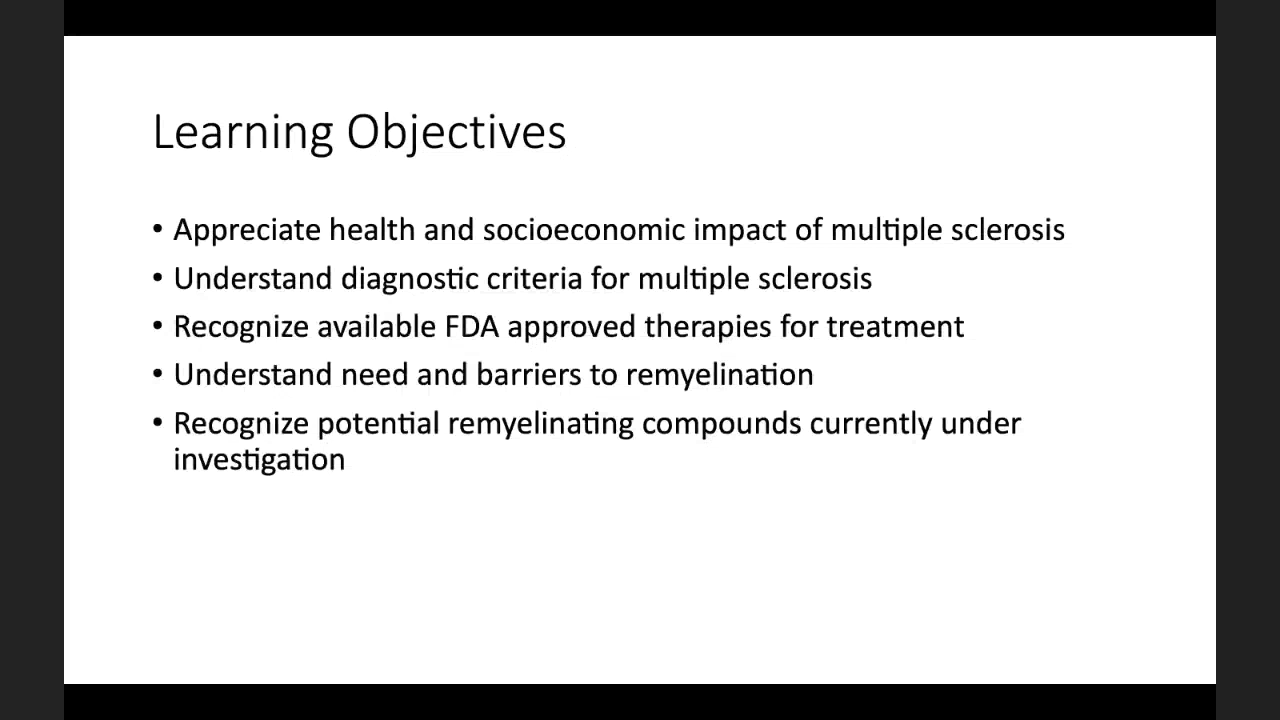 Learning Objectives
• Appreciate health and socioeconomic impact of multiple sclerosis
• Understand diagnostic criteria for multiple sclerosis
• Recognize available FDA approved therapies for treatment
• Understand need and barriers to remyelination
• Recognize potential remyelinating compounds currently under
investigation